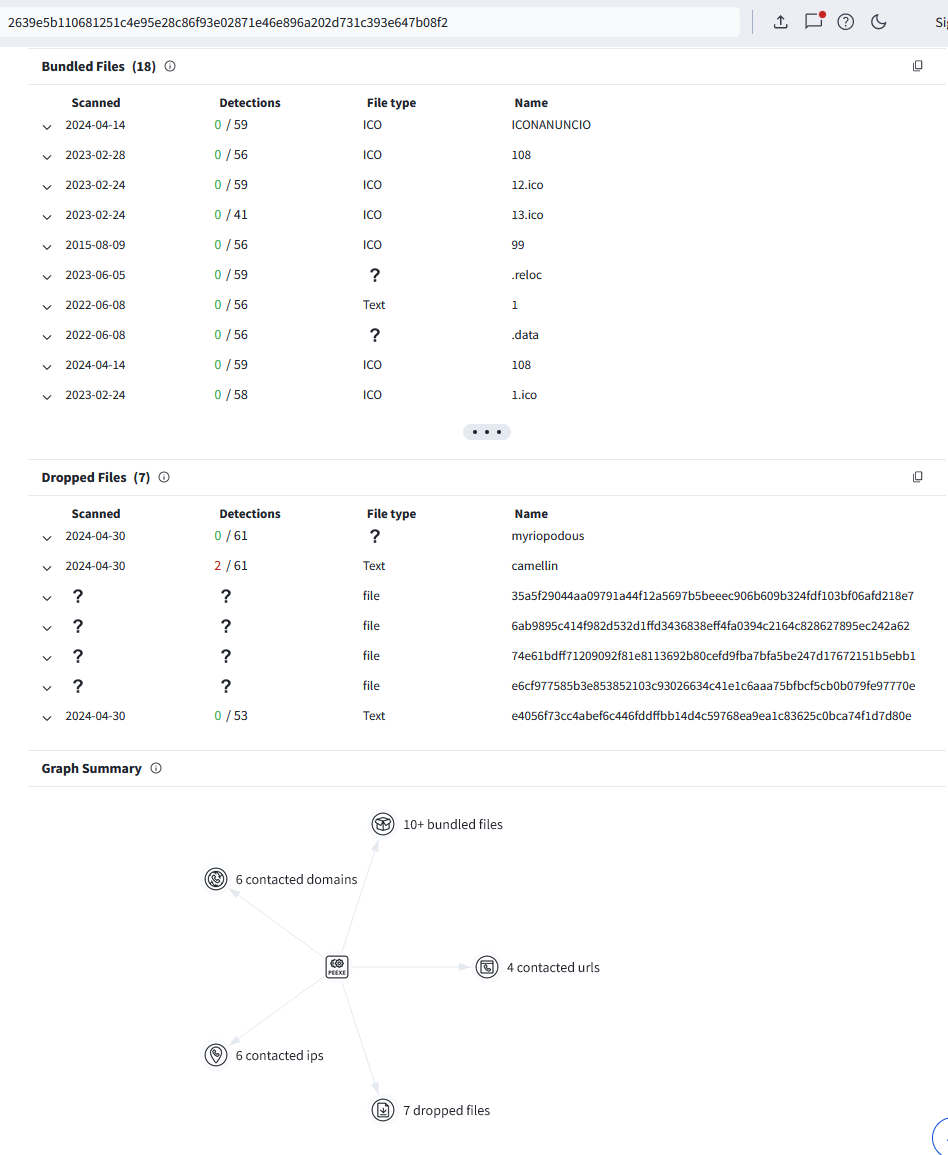 2639e5b110681251c4e95e28c86f93e02871e46e896a202d731c393e647b08f2
Bundled Files (18)
Scanned Detections File type Name
2024-04-14 0 / 59 ICO ICONANUNCIO
2023-02-28 0 / 56 ICO 108
2023-02-24 0 / 59 ICO 12.ico
2023-02-24 0 / 41 ICO 13.ico
2015-08-09 0 / 56 ICO 99
2023-06-05 0 / 59 ? .reloc
2022-06-08 0 / 56 Text 1
2022-06-08 0 / 56 ? .data
2024-04-14 0 / 59 ICO 108
2023-02-24 0 / 58 ICO 1.ico
Dropped Files (7)
Scanned Detections File type Name
2024-04-30 0 / 61 ? myriopodous
2024-04-30 2 / 61 Text camellin
? ? file 35a5f29044aa09791a44f12a5697b5beeec906b609b324fdf103bf06afd218e7
? ? file 6ab9895c414f982d532d1ffd3436838eff4fa0394c2164c828627895ec242a62
? ? file 74e61bdff71209092f81e8113692b80cefd9fba7bfa5be247d17672151b5ebb1
? ? file e6cf977585b3e853852103c93026634c41e1c6aaa75bfbcf5cb0b079fe97770e
2024-04-30 0 / 53 Text e4056f73cc4abef6c446fddffbb14d4c59768ea9ea1c83625c0bca74f1d7d80e
Graph Summary
10+ bundled files
6 contacted domains
PEEXE
4 contacted urls
6 contacted ips
7 dropped files